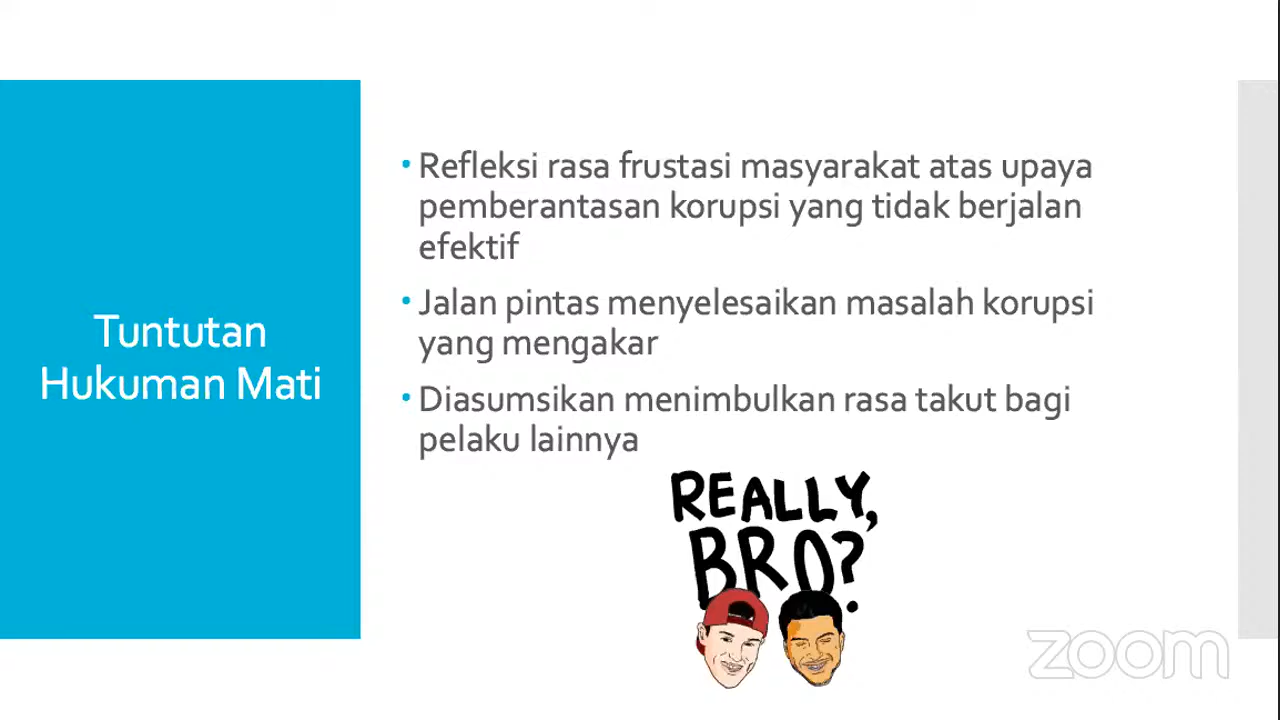 Tuntutan
Hukuman Mati
• Refleksi rasa frustasi masyarakat atas upaya
pemberantasan korupsi yang tidak berjalan
efektif
• Jalan pintas menyelesaikan masalah korupsi
yang mengakar
• Diasumsikan menimbulkan rasa takut bagi
pelaku lainnya
REALLY,
BRO?
zoom